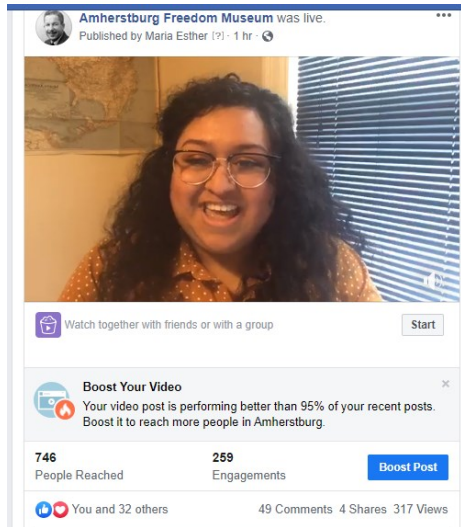 Amherstburg Freedom Museum was live.
Published by Maria Esther [?] · 1 hr ·
Watch together with friends or with a group
Start
Boost Your Video
Your video post is performing better than 95% of your recent posts.
Boost it to reach more people in Amherstburg.
746
People Reached
259
Engagements
Boost Post
You and 32 others
49 Comments 4 Shares 317 Views